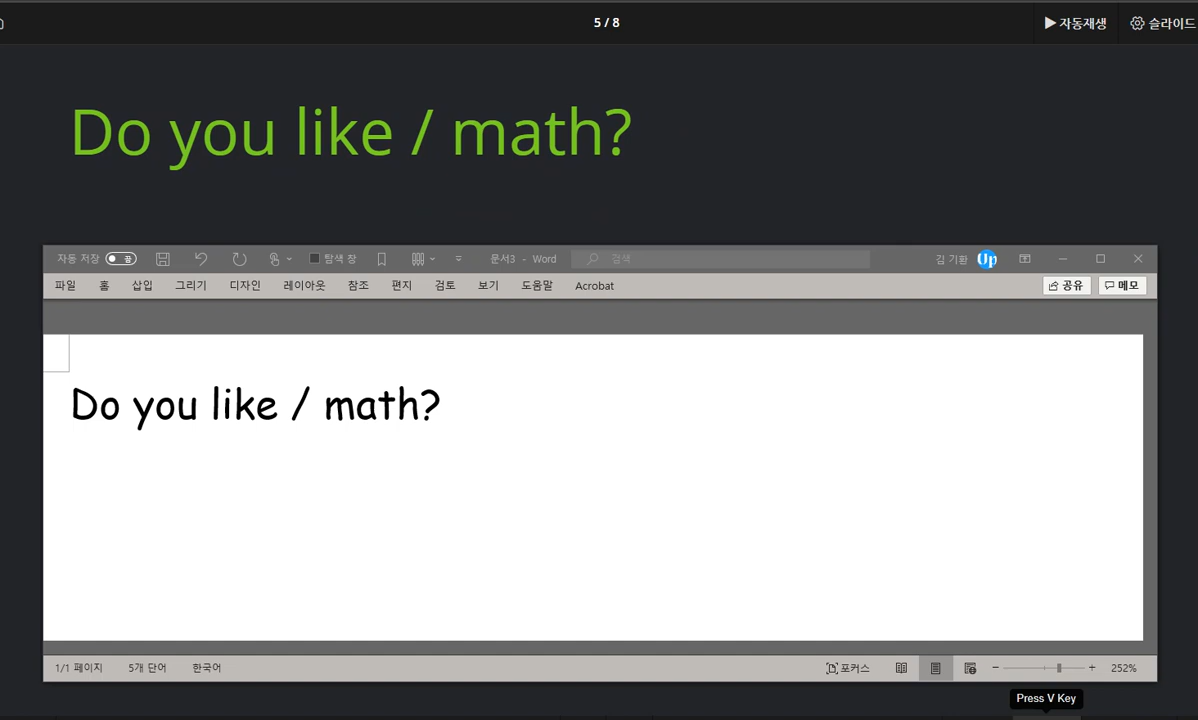 5 / 8
▶ 자동재생
슬라이드
Do you like / math?
자동 저장 끔
탐색 창
문서3 - Word
검색
김 기환
Up
파일 홈 삽입 그리기 디자인 레이아웃 참조 편지 검토 보기 도움말 Acrobat
공유 메모
Do you like / math?
1/1 페이지 5개 단어 한국어
포커스
− + 252%
Press V Key